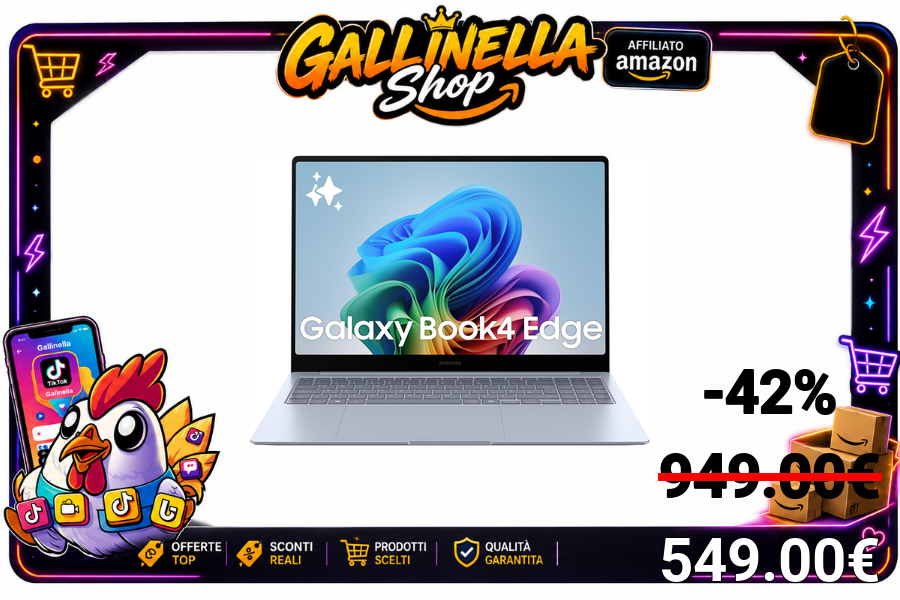 GALLINELLA
Shop
AFFILIATO
amazon
Galaxy Book4 Edge
SAMSUNG
Gallinella
TikTok
Gallinella
-42%
949.00€
549.00€
OFFERTE
TOP
SCONTI
REALI
PRODOTTI
SCELTI
QUALITÀ
GARANTITA